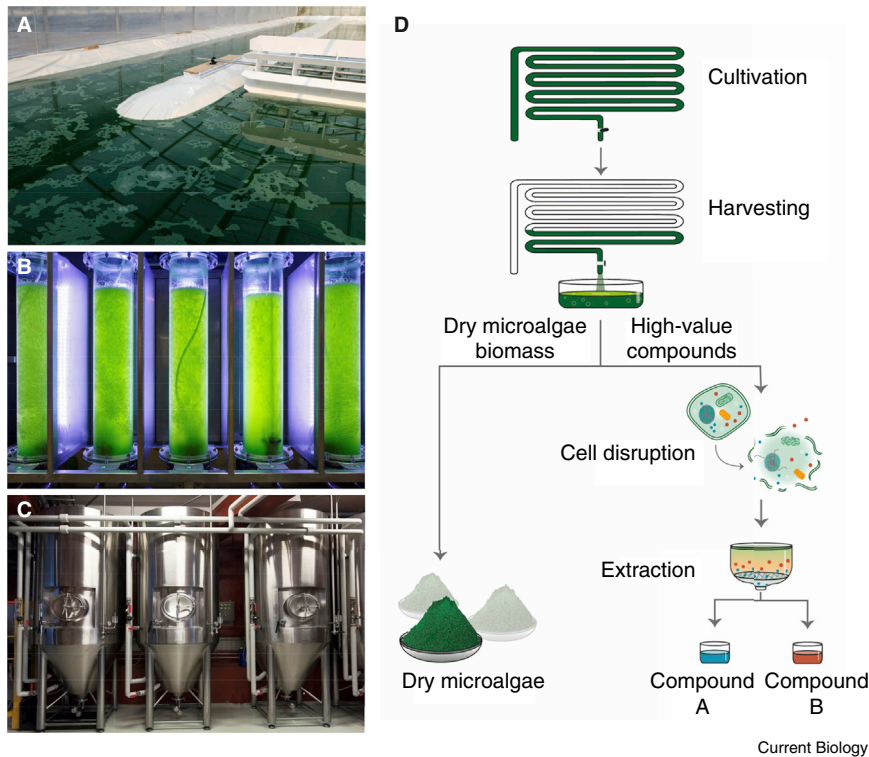 A
B
C
D
Cultivation
Harvesting
Dry microalgae
biomass
High-value
compounds
Cell disruption
Extraction
Dry microalgae
Compound
A
Compound
B
Current Biology